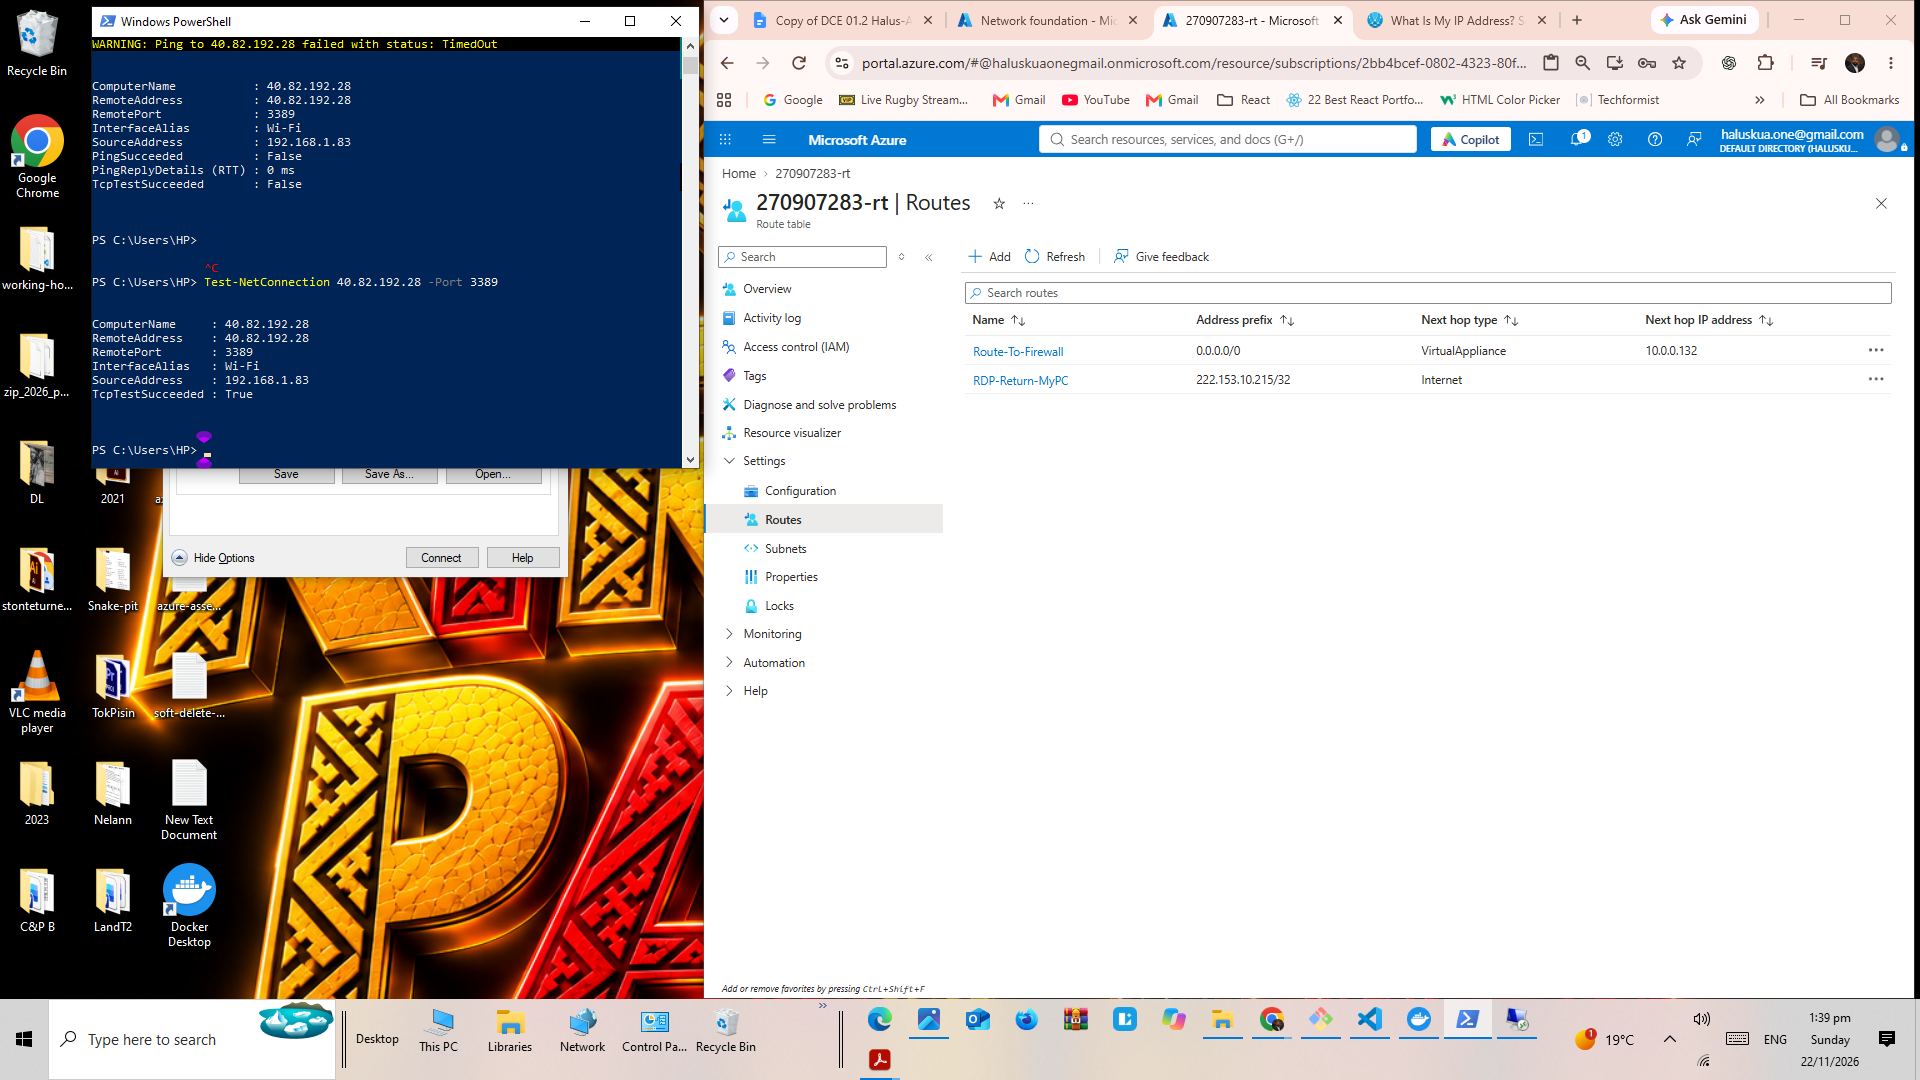 Recycle Bin
Google Chrome
working-ho...
zip_2026_p...
DL
2021
stonteturne...
Snake-pit
azure-asse...
VLC media player
TokPisin
soft-delete-...
2023
Nelann
New Text Document
C&P B
LandT2
Docker Desktop
Windows PowerShell
WARNING: Ping to 40.82.192.28 failed with status: TimedOut
ComputerName : 40.82.192.28
RemoteAddress : 40.82.192.28
RemotePort : 3389
InterfaceAlias : Wi-Fi
SourceAddress : 192.168.1.83
PingSucceeded : False
PingReplyDetails (RTT) : 0 ms
TcpTestSucceeded : False
PS C:\Users\HP>
^C
PS C:\Users\HP> Test-NetConnection 40.82.192.28 -Port 3389
ComputerName : 40.82.192.28
RemoteAddress : 40.82.192.28
RemotePort : 3389
InterfaceAlias : Wi-Fi
SourceAddress : 192.168.1.83
TcpTestSucceeded : True
PS C:\Users\HP>
Save Save As... Open...
Hide Options Connect Help
Copy of DCE 01.2 Halus-A
Network foundation - Mi
270907283-rt - Microsoft
What Is My IP Address? S
Ask Gemini
portal.azure.com/#@haluskuaonegmail.onmicrosoft.com/resource/subscriptions/2bb4bcef-0802-4323-80f...
Google
Live Rugby Stream...
Gmail
YouTube
Gmail
React
22 Best React Portfo...
HTML Color Picker
Techformist
All Bookmarks
Microsoft Azure
Search resources, services, and docs (G+/)
Copilot
1
haluskua.one@gmail.com
DEFAULT DIRECTORY (HALUSKU...
Home > 270907283-rt
270907283-rt | Routes
Route table
Search
Overview
Activity log
Access control (IAM)
Tags
Diagnose and solve problems
Resource visualizer
Settings
Configuration
Routes
Subnets
Properties
Locks
Monitoring
Automation
Help
Add Refresh Give feedback
Search routes
Name Address prefix Next hop type Next hop IP address
Route-To-Firewall 0.0.0.0/0 VirtualAppliance 10.0.0.132
RDP-Return-MyPC 222.153.10.215/32 Internet
Add or remove favorites by pressing Ctrl+Shift+F
Type here to search
Desktop
This PC
Libraries
Network
Control Pa...
Recycle Bin
1
19°C
ENG
1:39 pm
Sunday
22/11/2026